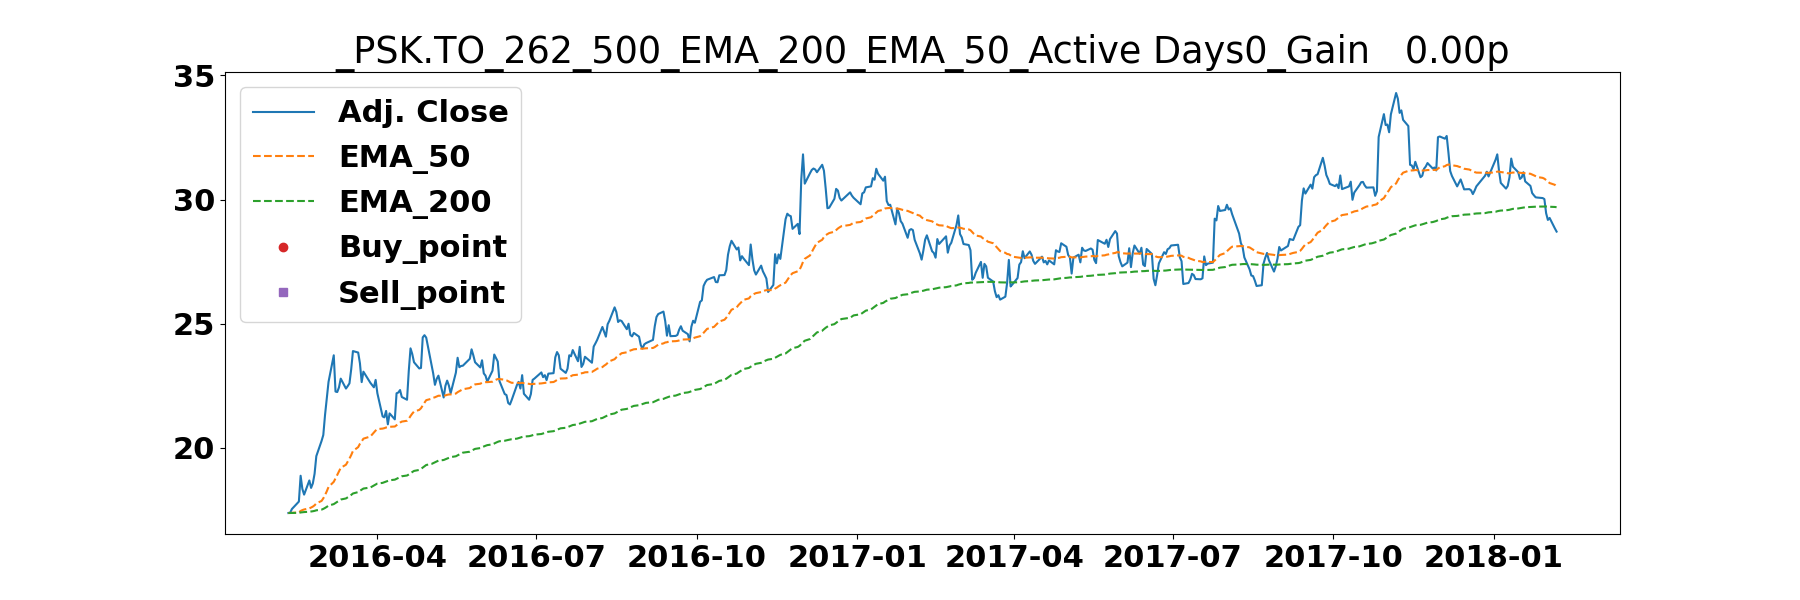 _PSK.TO_262_500_EMA_200_EMA_50_Active Days0_Gain   0.00p
35
30
25
20
Adj. Close
EMA_50
EMA_200
Buy_point
Sell_point
2016-04 2016-07 2016-10 2017-01 2017-04 2017-07 2017-10 2018-01